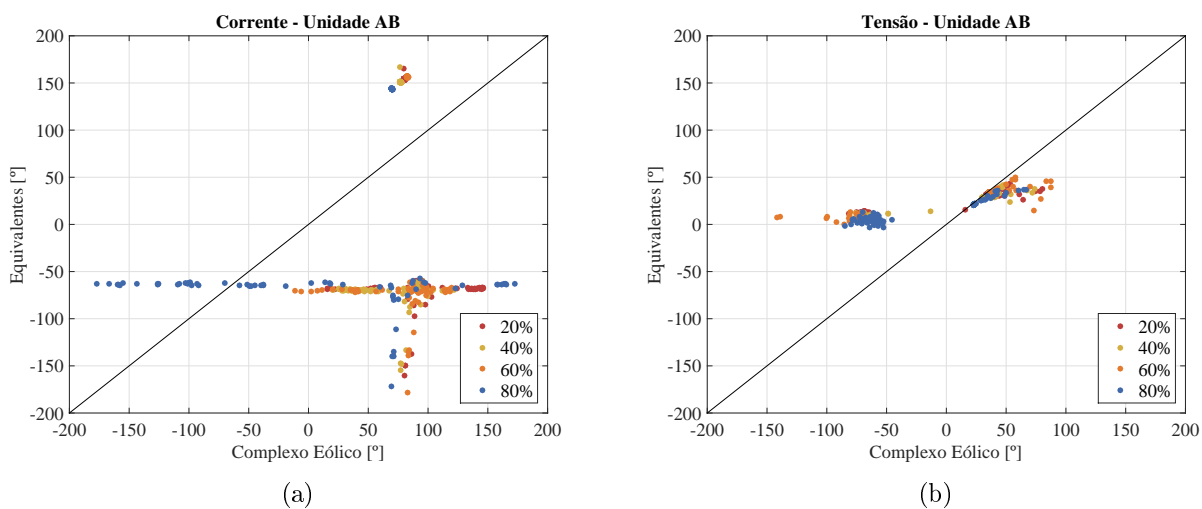 Corrente - Unidade AB
200
150
100
50
0
-50
-100
-150
-200
Equivalentes [º]
20%
40%
60%
80%
-200 -150 -100 -50 0 50 100 150 200
Complexo Eólico [º]
(a)
Tensão - Unidade AB
200
150
100
50
0
-50
-100
-150
-200
Equivalentes [º]
20%
40%
60%
80%
-200 -150 -100 -50 0 50 100 150 200
Complexo Eólico [º]
(b)